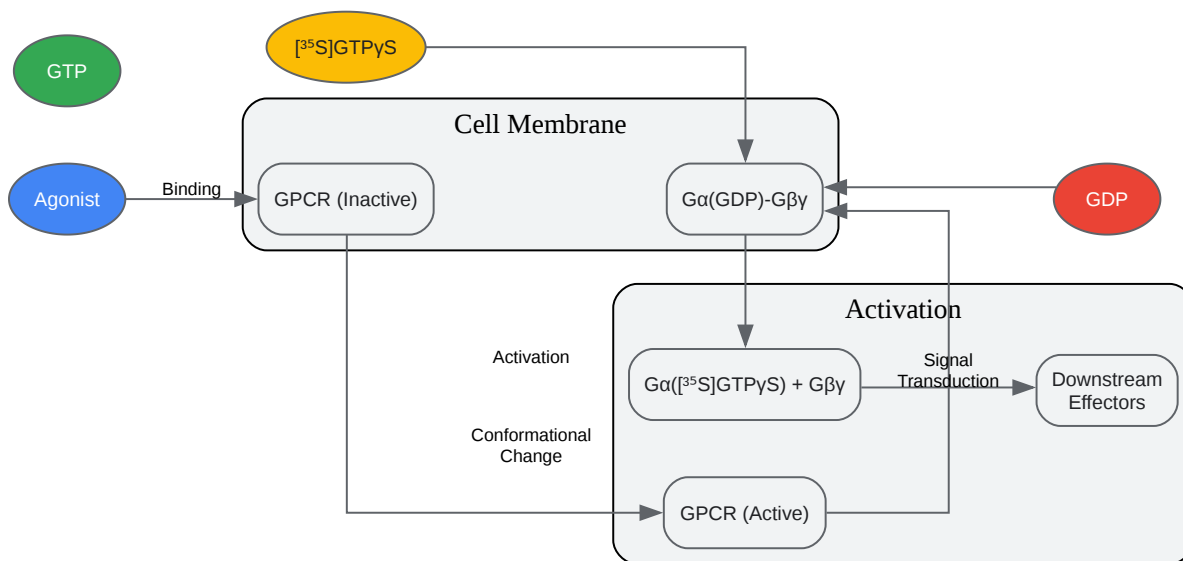 [³⁵S]GTPγS
GTP
Cell Membrane
Agonist
Binding
GPCR (Inactive)
Gα(GDP)-Gβγ
GDP
Activation
Activation
Gα([³⁵S]GTPγS) + Gβγ
Signal
Transduction
Downstream
Effectors
Conformational
Change
GPCR (Active)